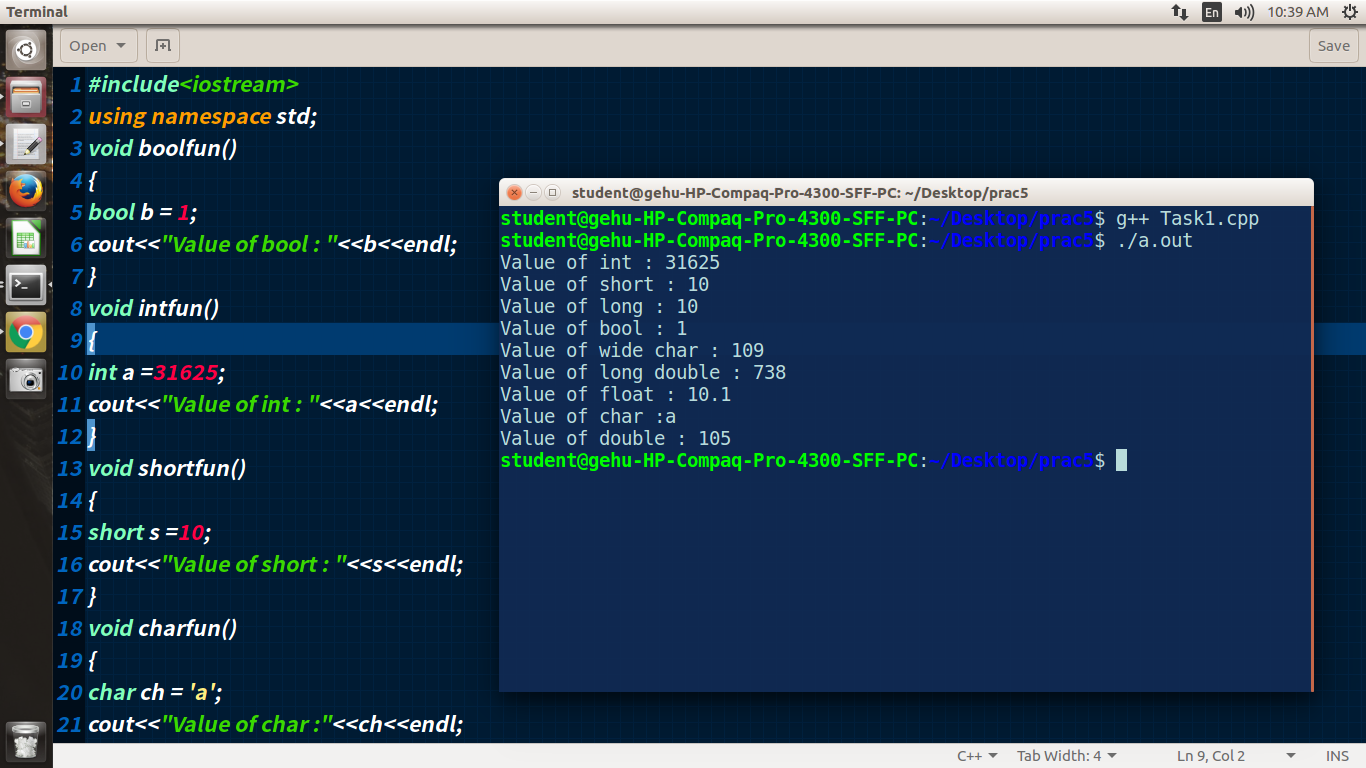 Terminal
En
10:39 AM
Open
Save
1 #include<iostream>
2 using namespace std;
3 void boolfun()
4 {
5 bool b = 1;
6 cout<<"Value of bool : "<<b<<endl;
7 }
8 void intfun()
9 {
10 int a =31625;
11 cout<<"Value of int : "<<a<<endl;
12 }
13 void shortfun()
14 {
15 short s =10;
16 cout<<"Value of short : "<<s<<endl;
17 }
18 void charfun()
19 {
20 char ch = 'a';
21 cout<<"Value of char :"<<ch<<endl;
student@gehu-HP-Compaq-Pro-4300-SFF-PC: ~/Desktop/prac5
student@gehu-HP-Compaq-Pro-4300-SFF-PC:~/Desktop/prac5$ g++ Task1.cpp
student@gehu-HP-Compaq-Pro-4300-SFF-PC:~/Desktop/prac5$ ./a.out
Value of int : 31625
Value of short : 10
Value of long : 10
Value of bool : 1
Value of wide char : 109
Value of long double : 738
Value of float : 10.1
Value of char :a
Value of double : 105
student@gehu-HP-Compaq-Pro-4300-SFF-PC:~/Desktop/prac5$
C++ Tab Width: 4 Ln 9, Col 2 INS